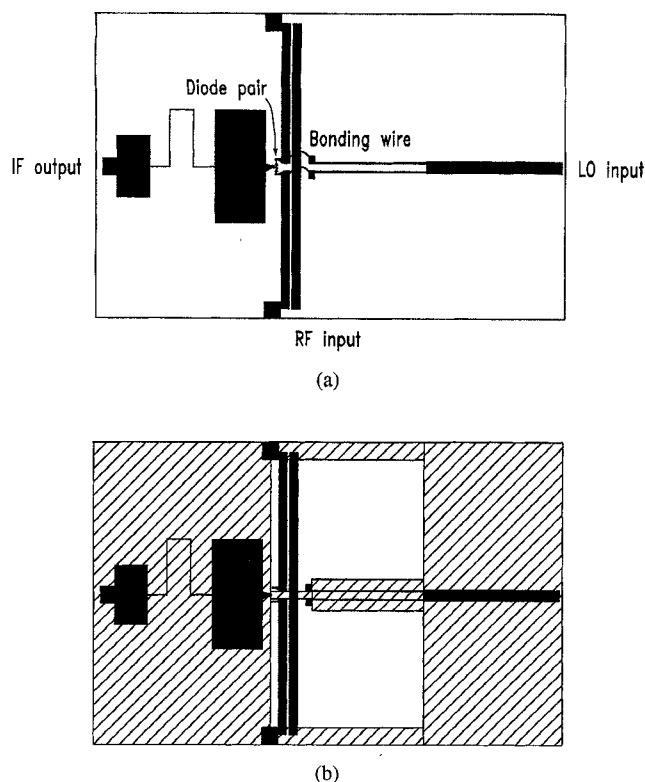 Diode pair
Bonding wire
IF output
LO input
RF input
(a)
(b)